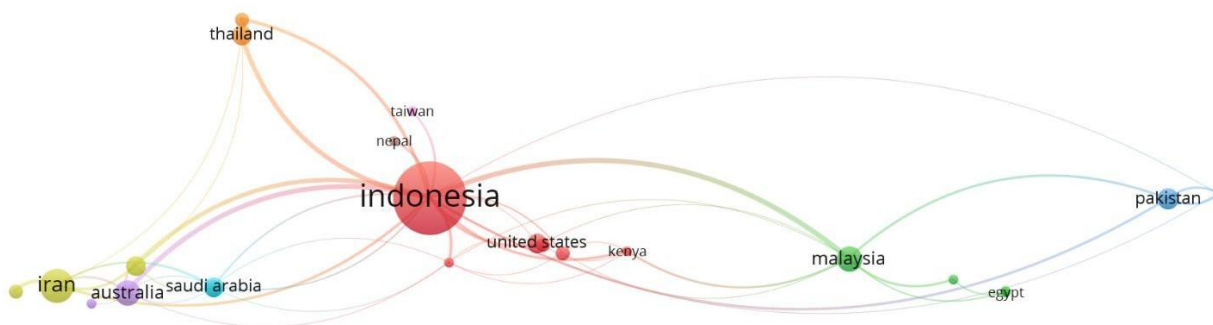 thailand
taiwan
nepal
indonesia
pakistan
united states
kenya
malaysia
iran
australia
saudi arabia
egypt